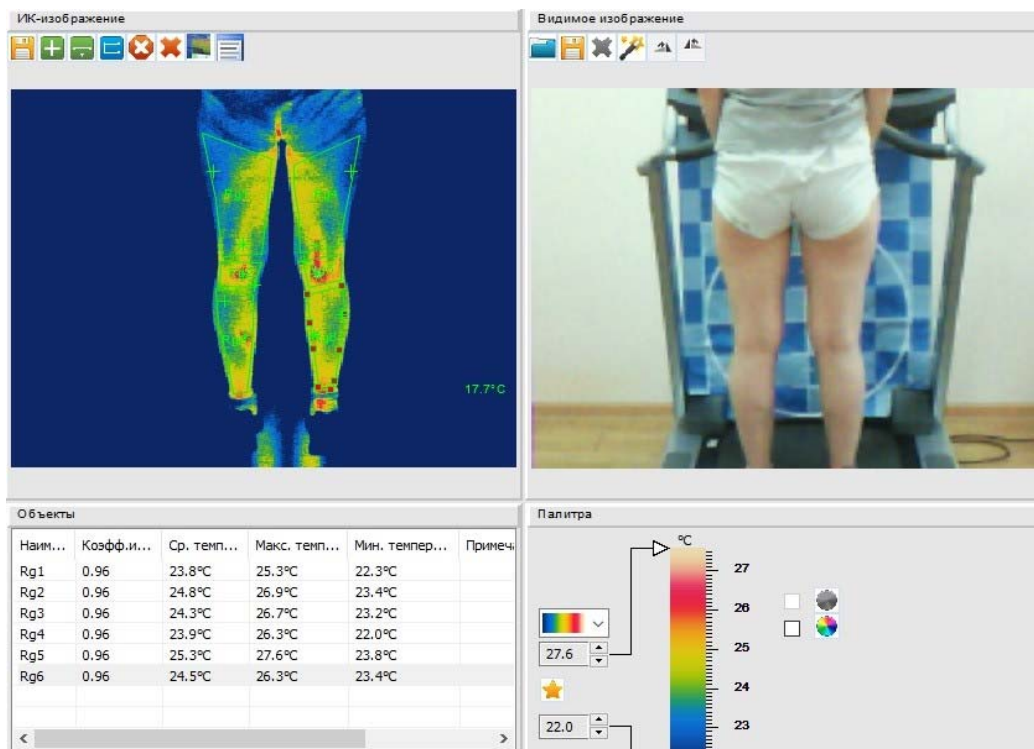 ИК-изображение
Видимое изображение
17.7°C
Объекты
Наим... Коэфф.и... Ср. темп... Макс. темп... Мин. темпер... Примеч
Rg1 0.96 23.8°C 25.3°C 22.3°C
Rg2 0.96 24.8°C 26.9°C 23.4°C
Rg3 0.96 24.3°C 26.7°C 23.2°C
Rg4 0.96 23.9°C 26.3°C 22.0°C
Rg5 0.96 25.3°C 27.6°C 23.8°C
Rg6 0.96 24.5°C 26.3°C 23.4°C
Палитра
°C
27
26
25
24
23
27.6
22.0